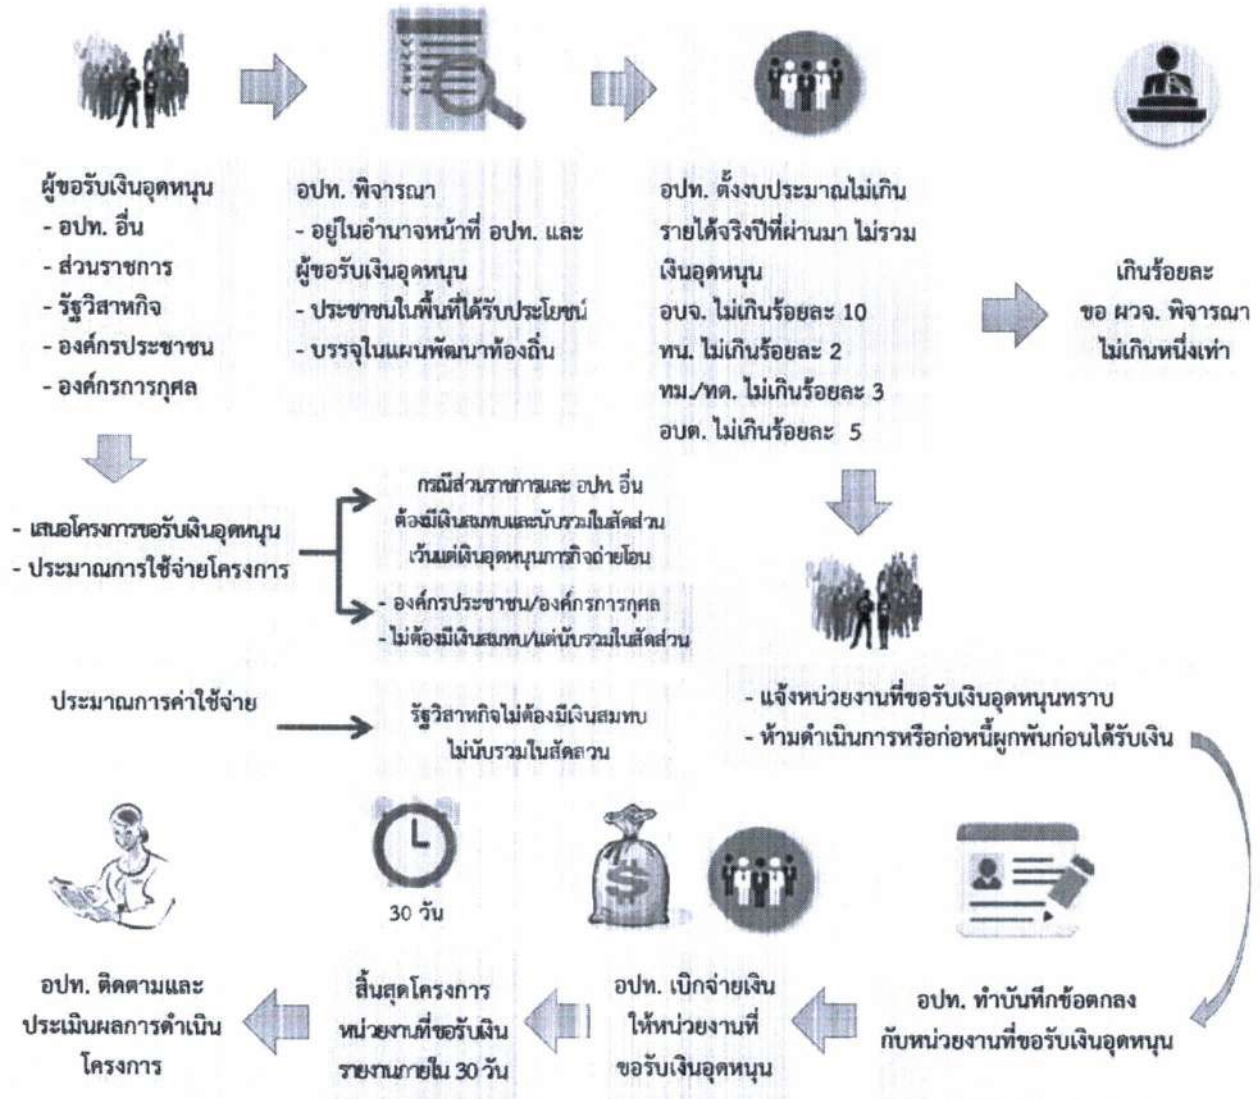 ผู้ขอรับเงินอุดหนุน
- อปท. อื่น
- ส่วนราชการ
- รัฐวิสาหกิจ
- องค์กรประชาชน
- องค์กรการกุศล
อปท. พิจารณา
- อยู่ในอำนาจหน้าที่ อปท. และ
ผู้ขอรับเงินอุดหนุน
- ประชาชนในพื้นที่ได้รับประโยชน์
- บรรจุในแผนพัฒนาท้องถิ่น
อปท. ตั้งงบประมาณไม่เกิน
รายได้จริงปีที่ผ่านมา ไม่รวม
เงินอุดหนุน
อบจ. ไม่เกินร้อยละ 10
ทน. ไม่เกินร้อยละ 2
ทม./ทต. ไม่เกินร้อยละ 3
อบต. ไม่เกินร้อยละ 5
เกินร้อยละ
ขอ ผวจ. พิจารณา
ไม่เกินหนึ่งเท่า
- เสนอโครงการขอรับเงินอุดหนุน
- ประมาณการใช้จ่ายโครงการ
กรณีส่วนราชการและ อปท. อื่น
ต้องมีเงินสมทบและนับรวมในสัดส่วน
เว้นแต่เงินอุดหนุนภารกิจถ่ายโอน
- องค์กรประชาชน/องค์กรการกุศล
- ไม่ต้องมีเงินสมทบ/แต่นับรวมในสัดส่วน
ประมาณการค่าใช้จ่าย
รัฐวิสาหกิจไม่ต้องมีเงินสมทบ
ไม่นับรวมในสัดสวน
- แจ้งหน่วยงานที่ขอรับเงินอุดหนุนทราบ
- ห้ามดำเนินการหรือก่อหนี้ผูกพันก่อนได้รับเงิน
อปท. ทำบันทึกข้อตกลง
กับหน่วยงานที่ขอรับเงินอุดหนุน
$
อปท. เบิกจ่ายเงิน
ให้หน่วยงานที่
ขอรับเงินอุดหนุน
30 วัน
สิ้นสุดโครงการ
หน่วยงานที่ขอรับเงิน
รายงานภายใน 30 วัน
อปท. ติดตามและ
ประเมินผลการดำเนิน
โครงการ